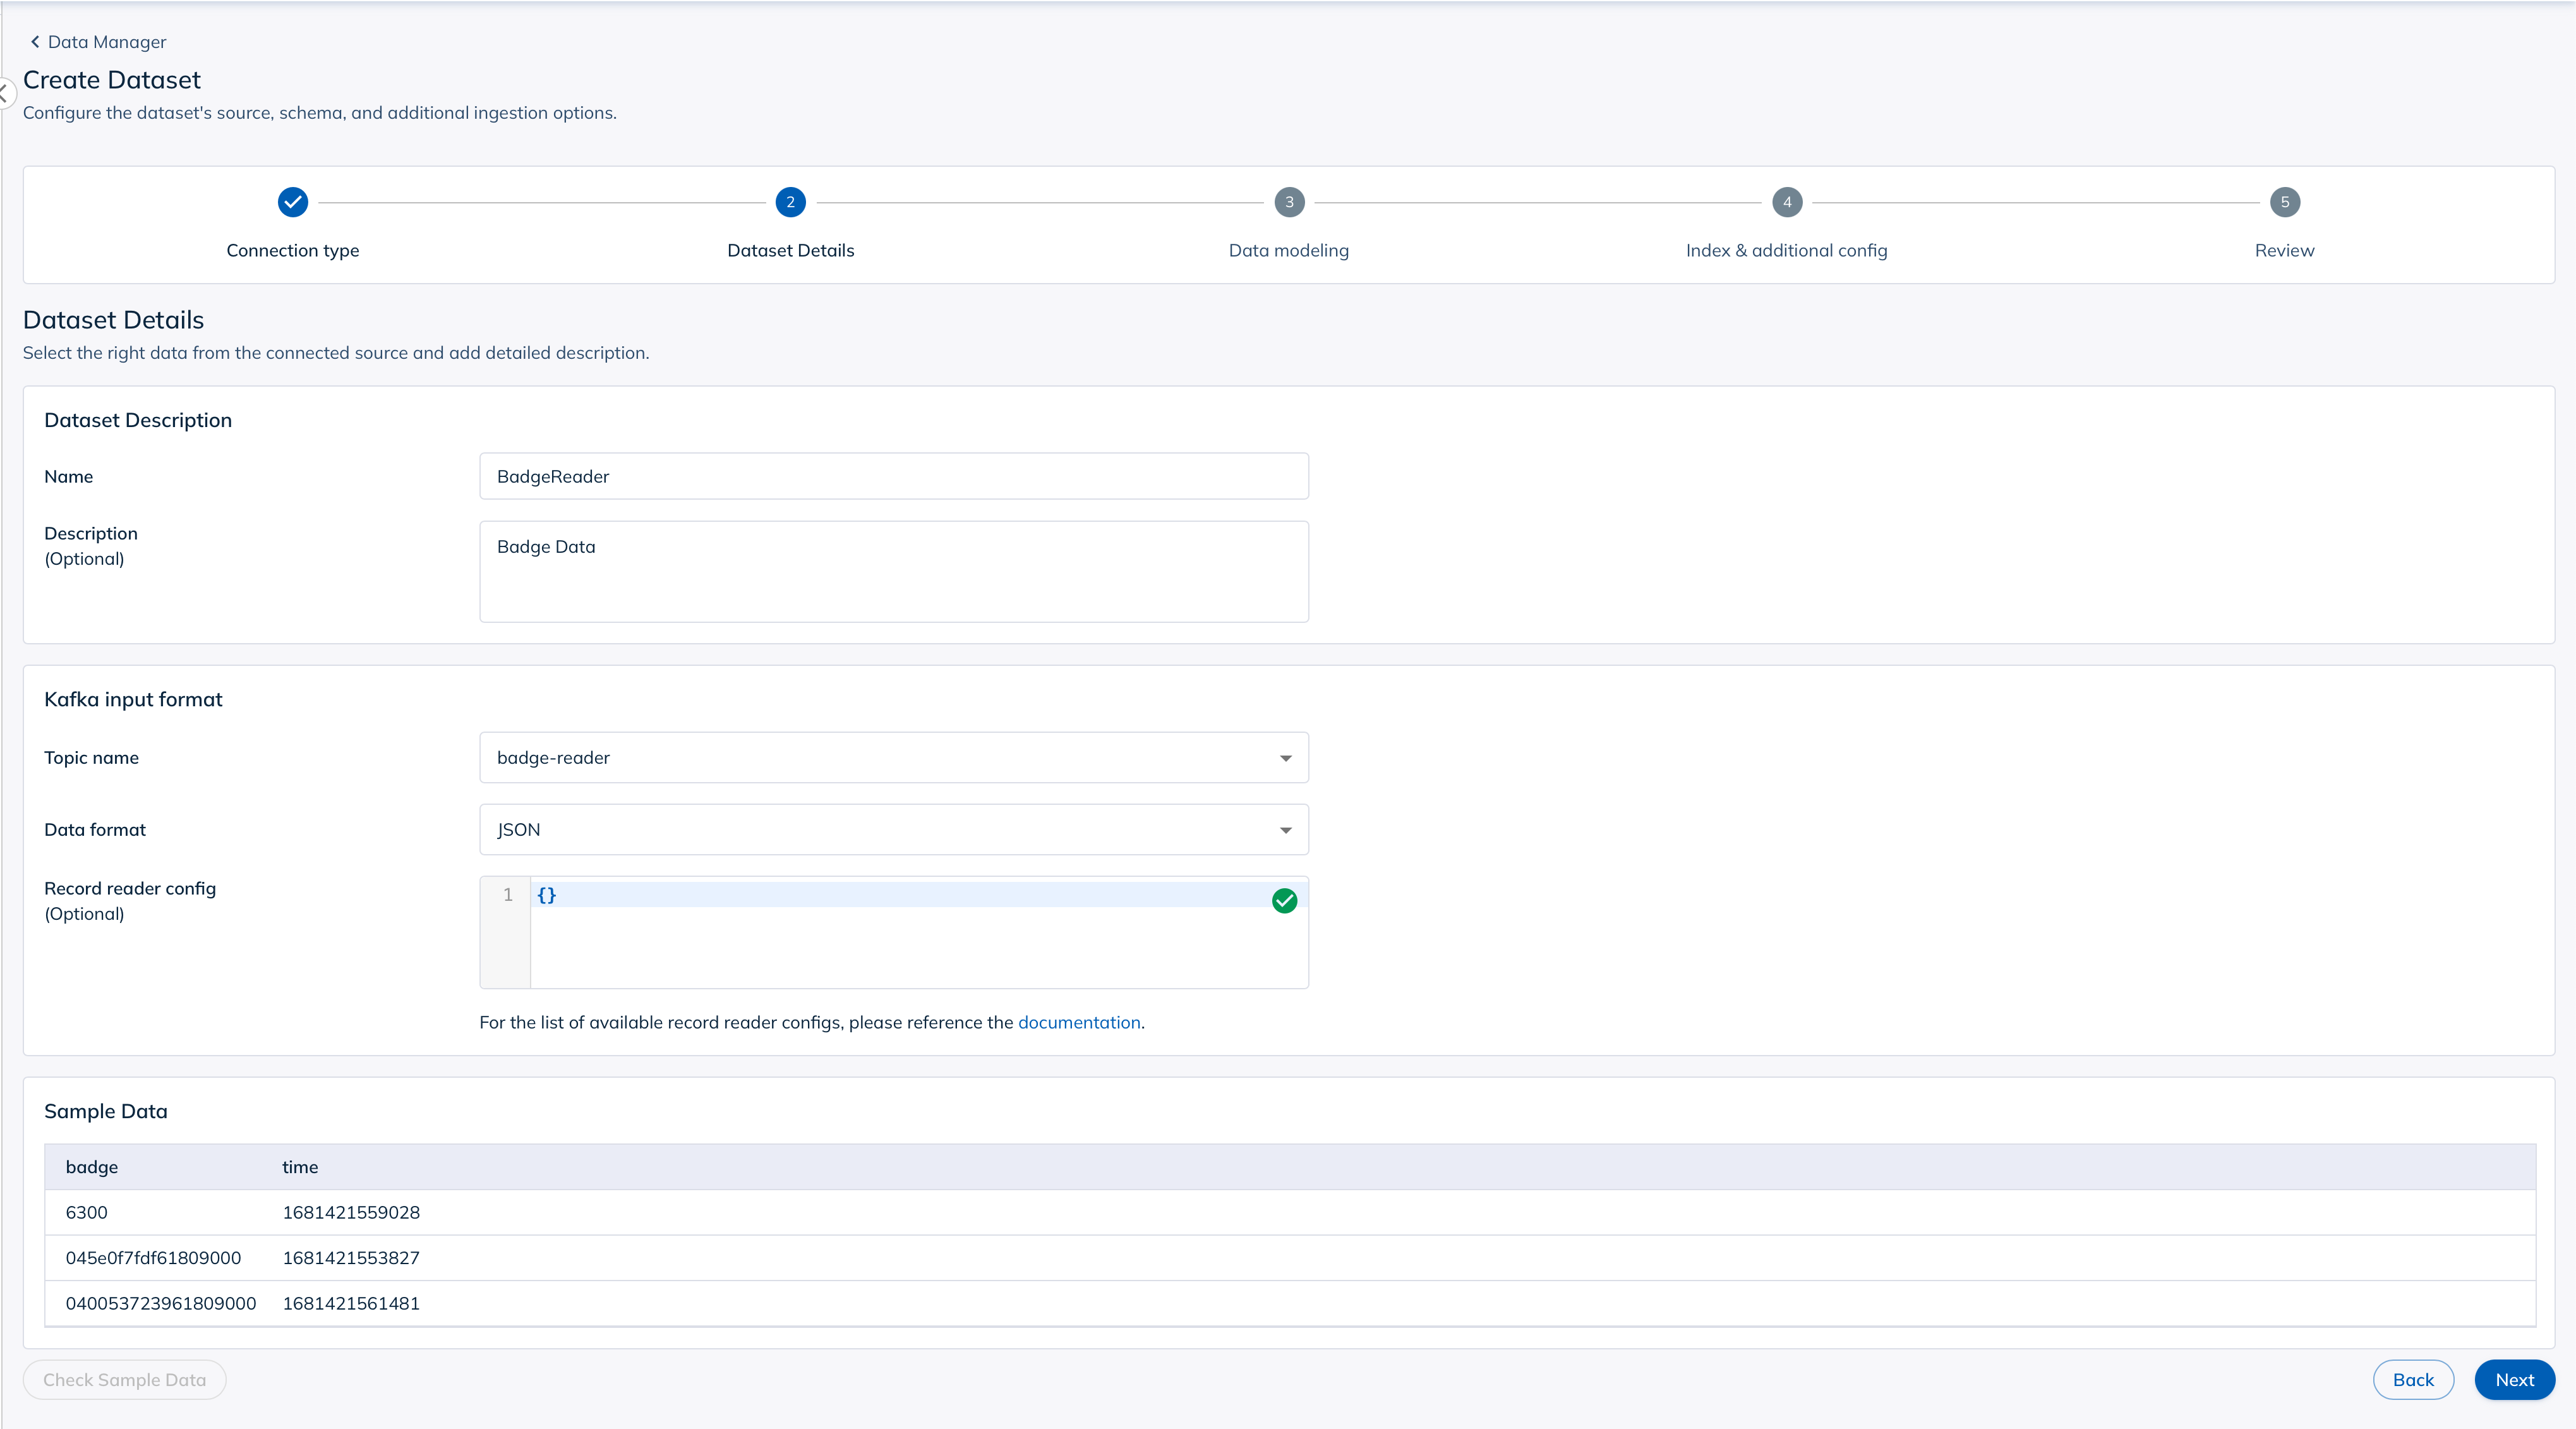 Data Manager
Create Dataset
Configure the dataset's source, schema, and additional ingestion options.
2
3
4
5
Connection type
Dataset Details
Data modeling
Index & additional config
Review
Dataset Details
Select the right data from the connected source and add detailed description.
Dataset Description
Name
BadgeReader
Description
(Optional)
Badge Data
Kafka input format
Topic name
badge-reader
Data format
JSON
Record reader config
(Optional)
1 {}
For the list of available record reader configs, please reference the documentation.
Sample Data
badge time
6300 1681421559028
045e0f7fdf61809000 1681421553827
040053723961809000 1681421561481
Check Sample Data
Back
Next